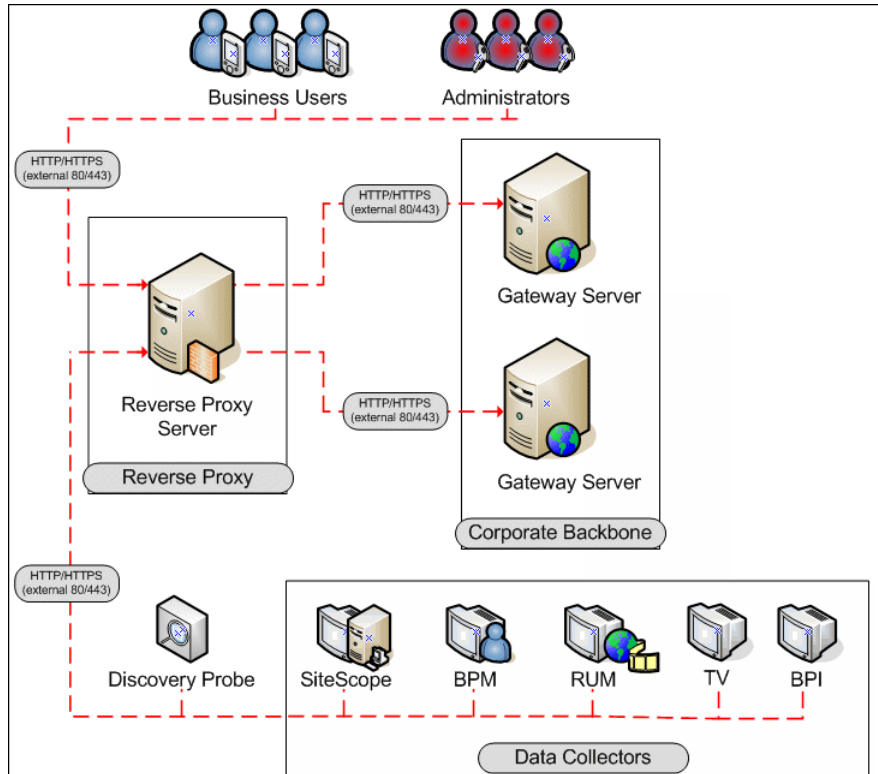 Business Users
Administrators
HTTP/HTTPS
(external 80/443)
HTTP/HTTPS
(external 80/443)
Gateway Server
Reverse Proxy
Server
Reverse Proxy
HTTP/HTTPS
(external 80/443)
Gateway Server
Corporate Backbone
HTTP/HTTPS
(external 80/443)
Discovery Probe
SiteScope
BPM
RUM
TV
BPI
Data Collectors